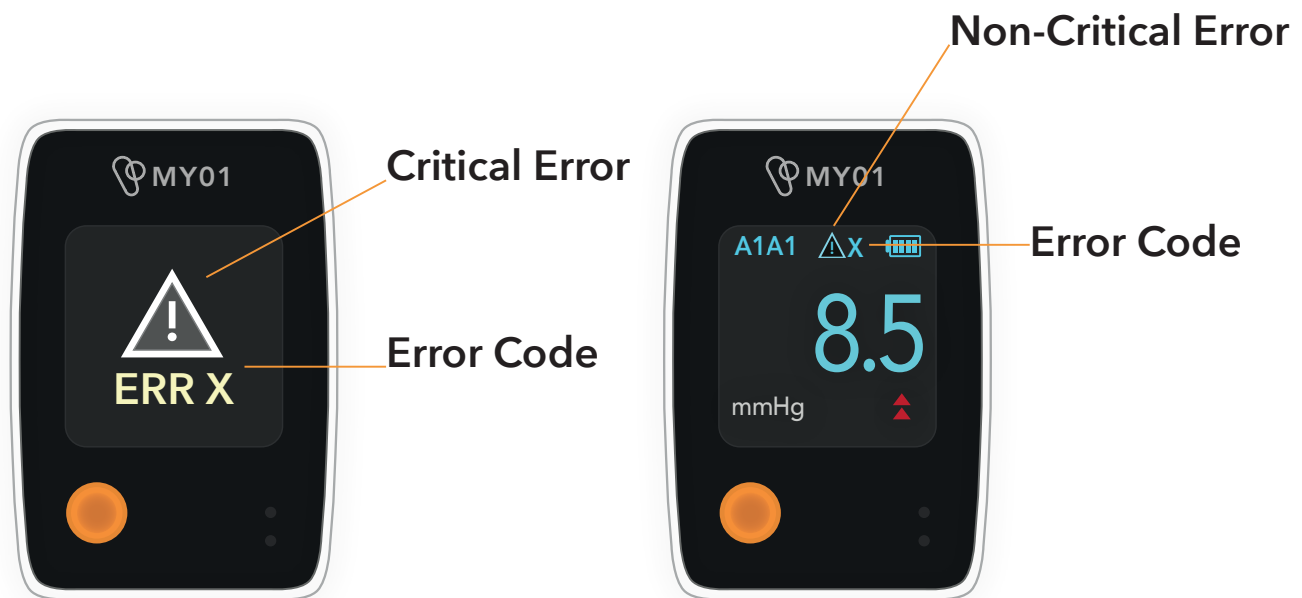 Non-Critical Error
MY01
Critical Error
ERR X
Error Code
MY01
A1A1 X
Error Code
8.5
mmHg